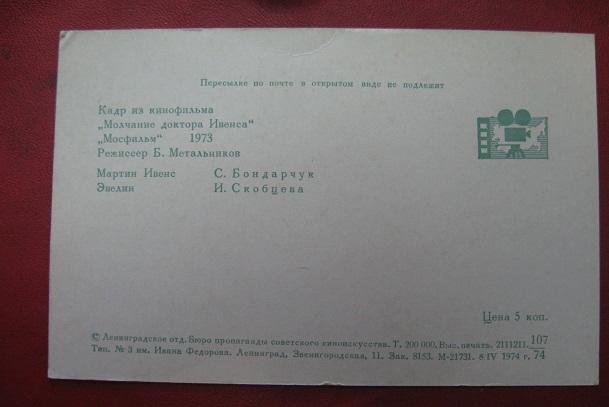 Пересылке по почте в открытом виде не подлежит
Кадр из кинофильма
„Молчание доктора Ивенса“
„Мосфильм“ 1973
Режиссер Б. Метальников
Мартин Ивенс С. Бондарчук
Эвелин И. Скобцева
Цена 5 коп.
© Ленинградское отд. Бюро пропаганды советского киноискусства. Т. 200 000. Выс. печать. 2111211. 107
Тип. № 3 им. Ивана Федорова. Ленинград, Звенигородская, 11. Зак. 8153. М-21731. 8/IV 1974 г. 74